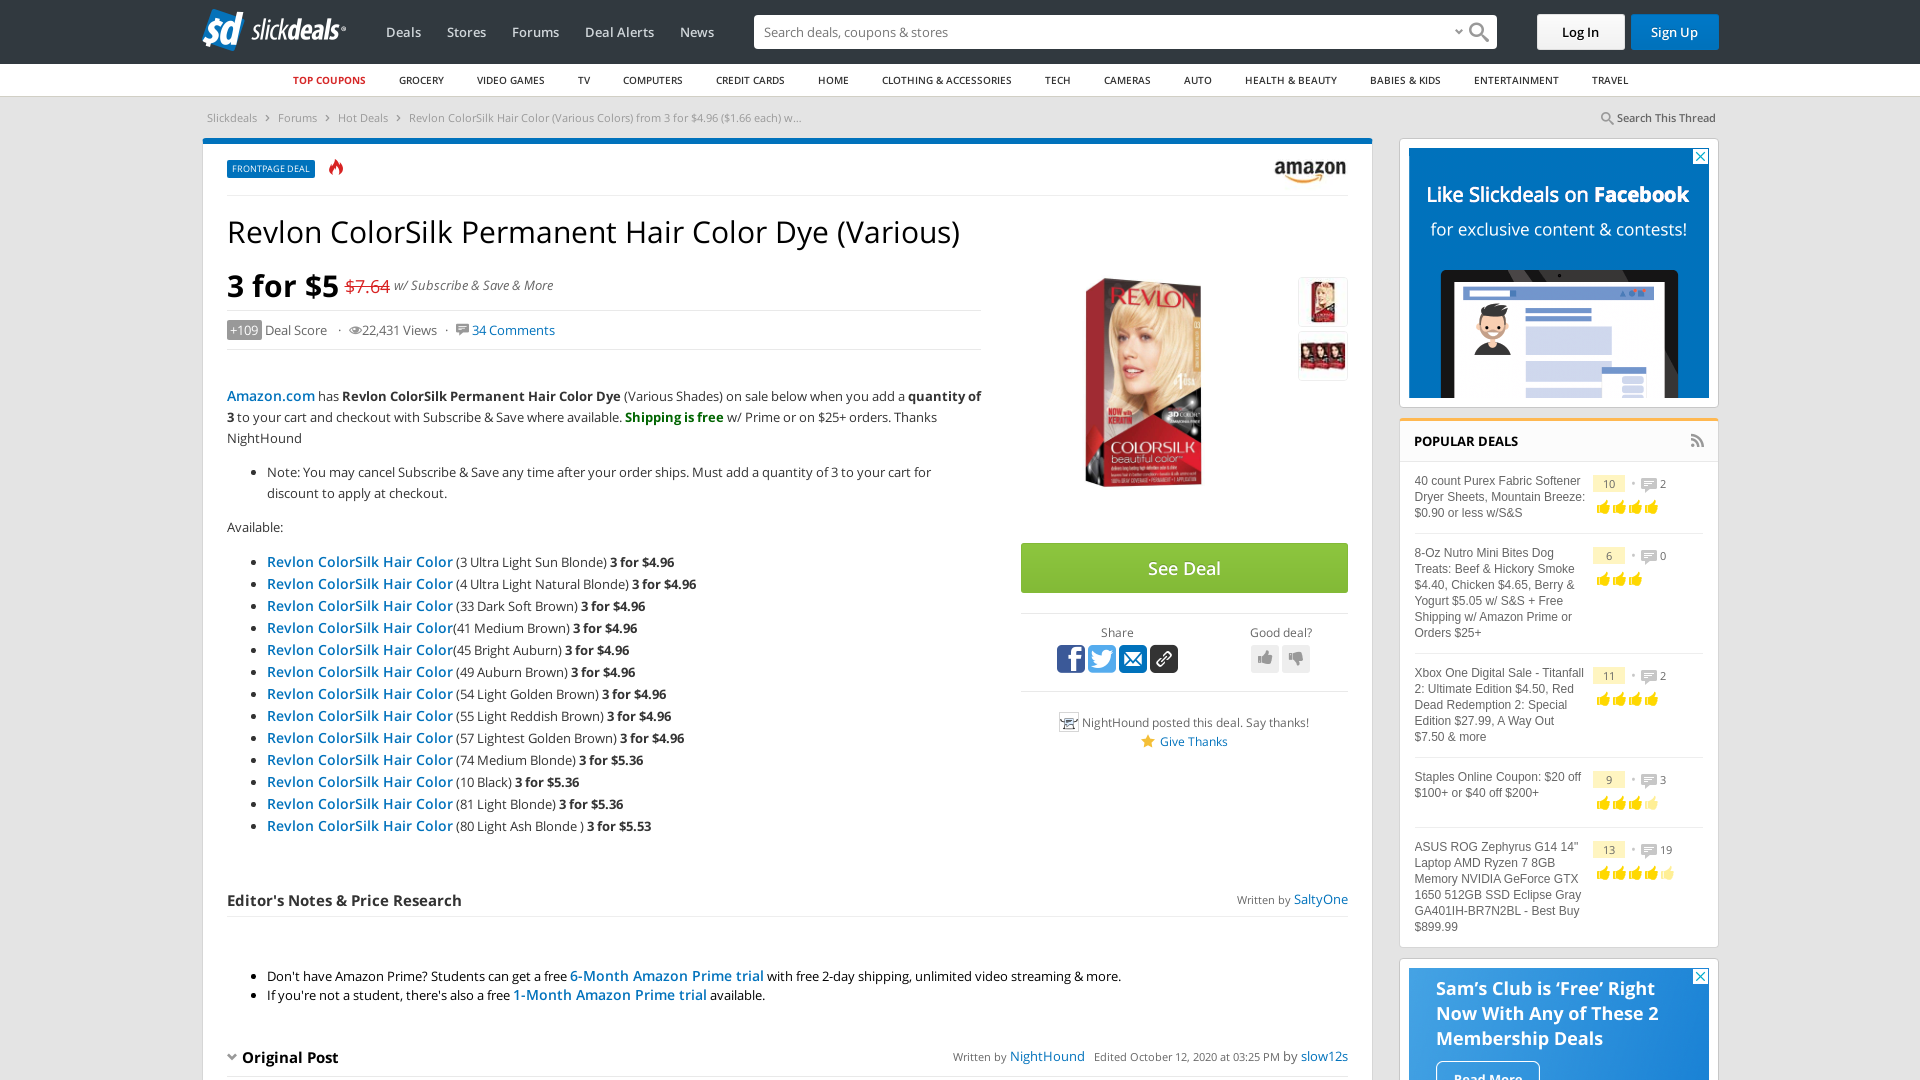 slickdeals
Deals
Stores
Forums
Deal Alerts
News
Search deals, coupons & stores
Log In
Sign Up
TOP COUPONS
GROCERY
VIDEO GAMES
TV
COMPUTERS
CREDIT CARDS
HOME
CLOTHING & ACCESSORIES
TECH
CAMERAS
AUTO
HEALTH & BEAUTY
BABIES & KIDS
ENTERTAINMENT
TRAVEL
Slickdeals > Forums > Hot Deals > Revlon ColorSilk Hair Color (Various Colors) from 3 for $4.96 ($1.66 each) w...
Search This Thread
FRONTPAGE DEAL
amazon
Revlon ColorSilk Permanent Hair Color Dye (Various)
3 for $5 $7.64 w/ Subscribe & Save & More
+109 Deal Score · 22,431 Views · 34 Comments
Amazon.com has Revlon ColorSilk Permanent Hair Color Dye (Various Shades) on sale below when you add a quantity of
3 to your cart and checkout with Subscribe & Save where available. Shipping is free w/ Prime or on $25+ orders. Thanks
NightHound
• Note: You may cancel Subscribe & Save any time after your order ships. Must add a quantity of 3 to your cart for
discount to apply at checkout.
Available:
• Revlon ColorSilk Hair Color (3 Ultra Light Sun Blonde) 3 for $4.96
• Revlon ColorSilk Hair Color (4 Ultra Light Natural Blonde) 3 for $4.96
• Revlon ColorSilk Hair Color (33 Dark Soft Brown) 3 for $4.96
• Revlon ColorSilk Hair Color(41 Medium Brown) 3 for $4.96
• Revlon ColorSilk Hair Color(45 Bright Auburn) 3 for $4.96
• Revlon ColorSilk Hair Color (49 Auburn Brown) 3 for $4.96
• Revlon ColorSilk Hair Color (54 Light Golden Brown) 3 for $4.96
• Revlon ColorSilk Hair Color (55 Light Reddish Brown) 3 for $4.96
• Revlon ColorSilk Hair Color (57 Lightest Golden Brown) 3 for $4.96
• Revlon ColorSilk Hair Color (74 Medium Blonde) 3 for $5.36
• Revlon ColorSilk Hair Color (10 Black) 3 for $5.36
• Revlon ColorSilk Hair Color (81 Light Blonde) 3 for $5.36
• Revlon ColorSilk Hair Color (80 Light Ash Blonde ) 3 for $5.53
REVLON
#1
NOW with
KERATIN
3D COLOR
COLORSILK
beautiful color
See Deal
Share
Good deal?
NightHound posted this deal. Say thanks!
Give Thanks
Editor's Notes & Price Research
Written by SaltyOne
• Don't have Amazon Prime? Students can get a free 6-Month Amazon Prime trial with free 2-day shipping, unlimited video streaming & more.
• If you're not a student, there's also a free 1-Month Amazon Prime trial available.
Original Post
Written by NightHound Edited October 12, 2020 at 03:25 PM by slow12s
Like Slickdeals on Facebook
for exclusive content & contests!
POPULAR DEALS
40 count Purex Fabric Softener
Dryer Sheets, Mountain Breeze:
$0.90 or less w/S&S
10 • 2
8-Oz Nutro Mini Bites Dog
Treats: Beef & Hickory Smoke
$4.40, Chicken $4.65, Berry &
Yogurt $5.05 w/ S&S + Free
Shipping w/ Amazon Prime or
Orders $25+
6 • 0
Xbox One Digital Sale - Titanfall
2: Ultimate Edition $4.50, Red
Dead Redemption 2: Special
Edition $27.99, A Way Out
$7.50 & more
11 • 2
Staples Online Coupon: $20 off
$100+ or $40 off $200+
9 • 3
ASUS ROG Zephyrus G14 14"
Laptop AMD Ryzen 7 8GB
Memory NVIDIA GeForce GTX
1650 512GB SSD Eclipse Gray
GA401IH-BR7N2BL - Best Buy
$899.99
13 • 19
Sam's Club is ‘Free’ Right
Now With Any of These 2
Membership Deals
Read More